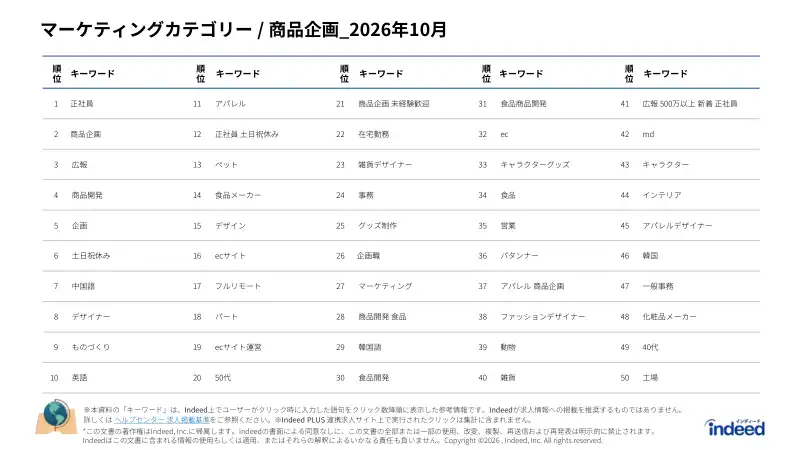 マーケティングカテゴリー / 商品企画_2026年10月
順位 キーワード 順位 キーワード 順位 キーワード 順位 キーワード 順位 キーワード
1 正社員 11 アパレル 21 商品企画 未経験歓迎 31 食品商品開発 41 広報 500万以上 新着 正社員
2 商品企画 12 正社員 土日祝休み 22 在宅勤務 32 ec 42 md
3 広報 13 ペット 23 雑貨デザイナー 33 キャラクターグッズ 43 キャラクター
4 商品開発 14 食品メーカー 24 事務 34 食品 44 インテリア
5 企画 15 デザイン 25 グッズ制作 35 営業 45 アパレルデザイナー
6 土日祝休み 16 ecサイト 26 企画職 36 パタンナー 46 韓国
7 中国語 17 フルリモート 27 マーケティング 37 アパレル 商品企画 47 一般事務
8 デザイナー 18 パート 28 商品開発 食品 38 ファッションデザイナー 48 化粧品メーカー
9 ものづくり 19 ecサイト運営 29 韓国語 39 動物 49 40代
10 英語 20 50代 30 食品開発 40 雑貨 50 工場
※本資料の「キーワード」は、Indeed上でユーザーがクリック時に入力した語句をクリック数降順に表示した参考情報です。Indeedが求人情報への掲載を推奨するものではありません。
詳しくは ヘルプセンター 求人掲載基準をご参照ください。※Indeed PLUS 連携求人サイト上で実行されたクリックは集計に含まれません。
*この文書の著作権はIndeed, Inc.に帰属します。Indeedの書面による同意なしに、この文書の全部または一部の使用、改変、複製、再送信および再発表は明示的に禁止されます。
Indeedはこの文書に含まれる情報の使用もしくは適用、またはそれらの解釈によるいかなる責任も負いません。Copyright ©2026 , Indeed, Inc. All rights reserved.
インディード
indeed